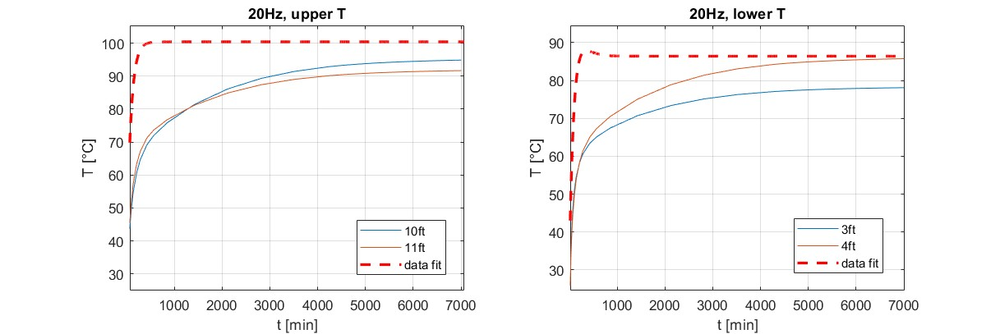 20Hz, upper T
T [°C]
100
90
80
70
60
50
40
30
10ft
11ft
data fit
1000 2000 3000 4000 5000 6000 7000
t [min]
20Hz, lower T
T [°C]
90
80
70
60
50
40
30
3ft
4ft
data fit
1000 2000 3000 4000 5000 6000 7000
t [min]